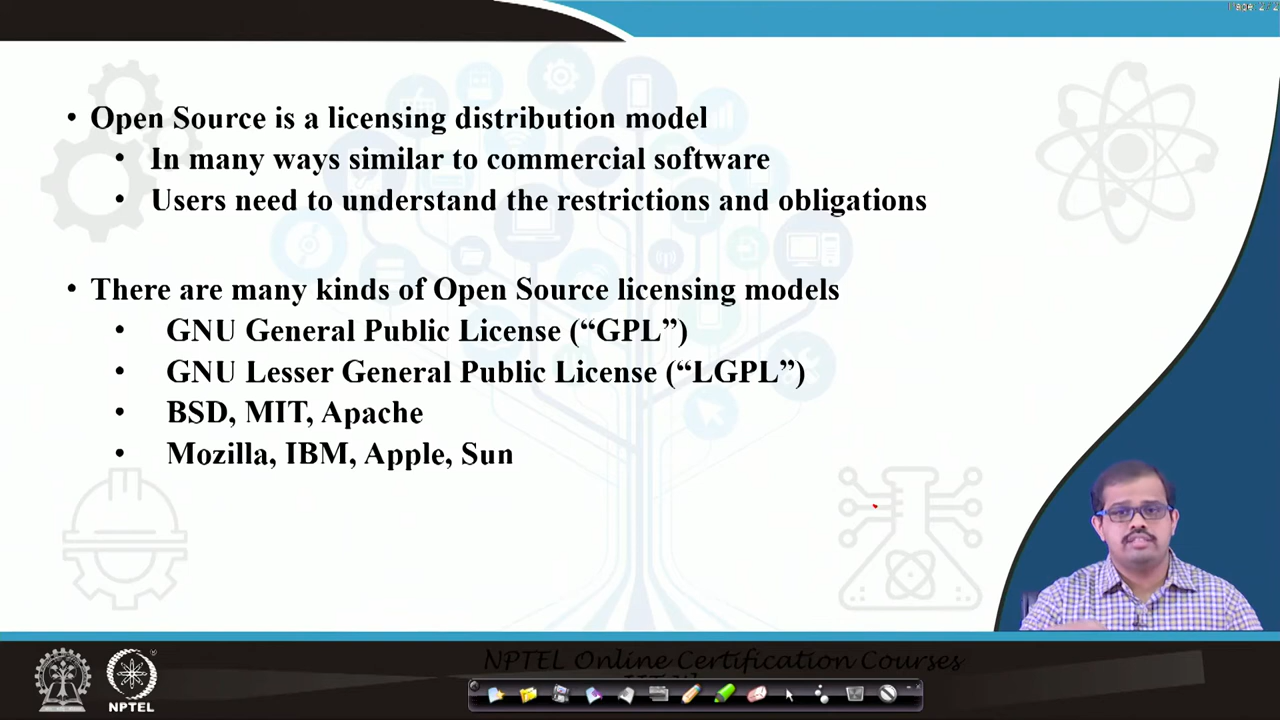 • Open Source is a licensing distribution model
• In many ways similar to commercial software
• Users need to understand the restrictions and obligations
• There are many kinds of Open Source licensing models
• GNU General Public License (“GPL”)
• GNU Lesser General Public License (“LGPL”)
• BSD, MIT, Apache
• Mozilla, IBM, Apple, Sun
NPTEL Online Certification Courses
NPTEL